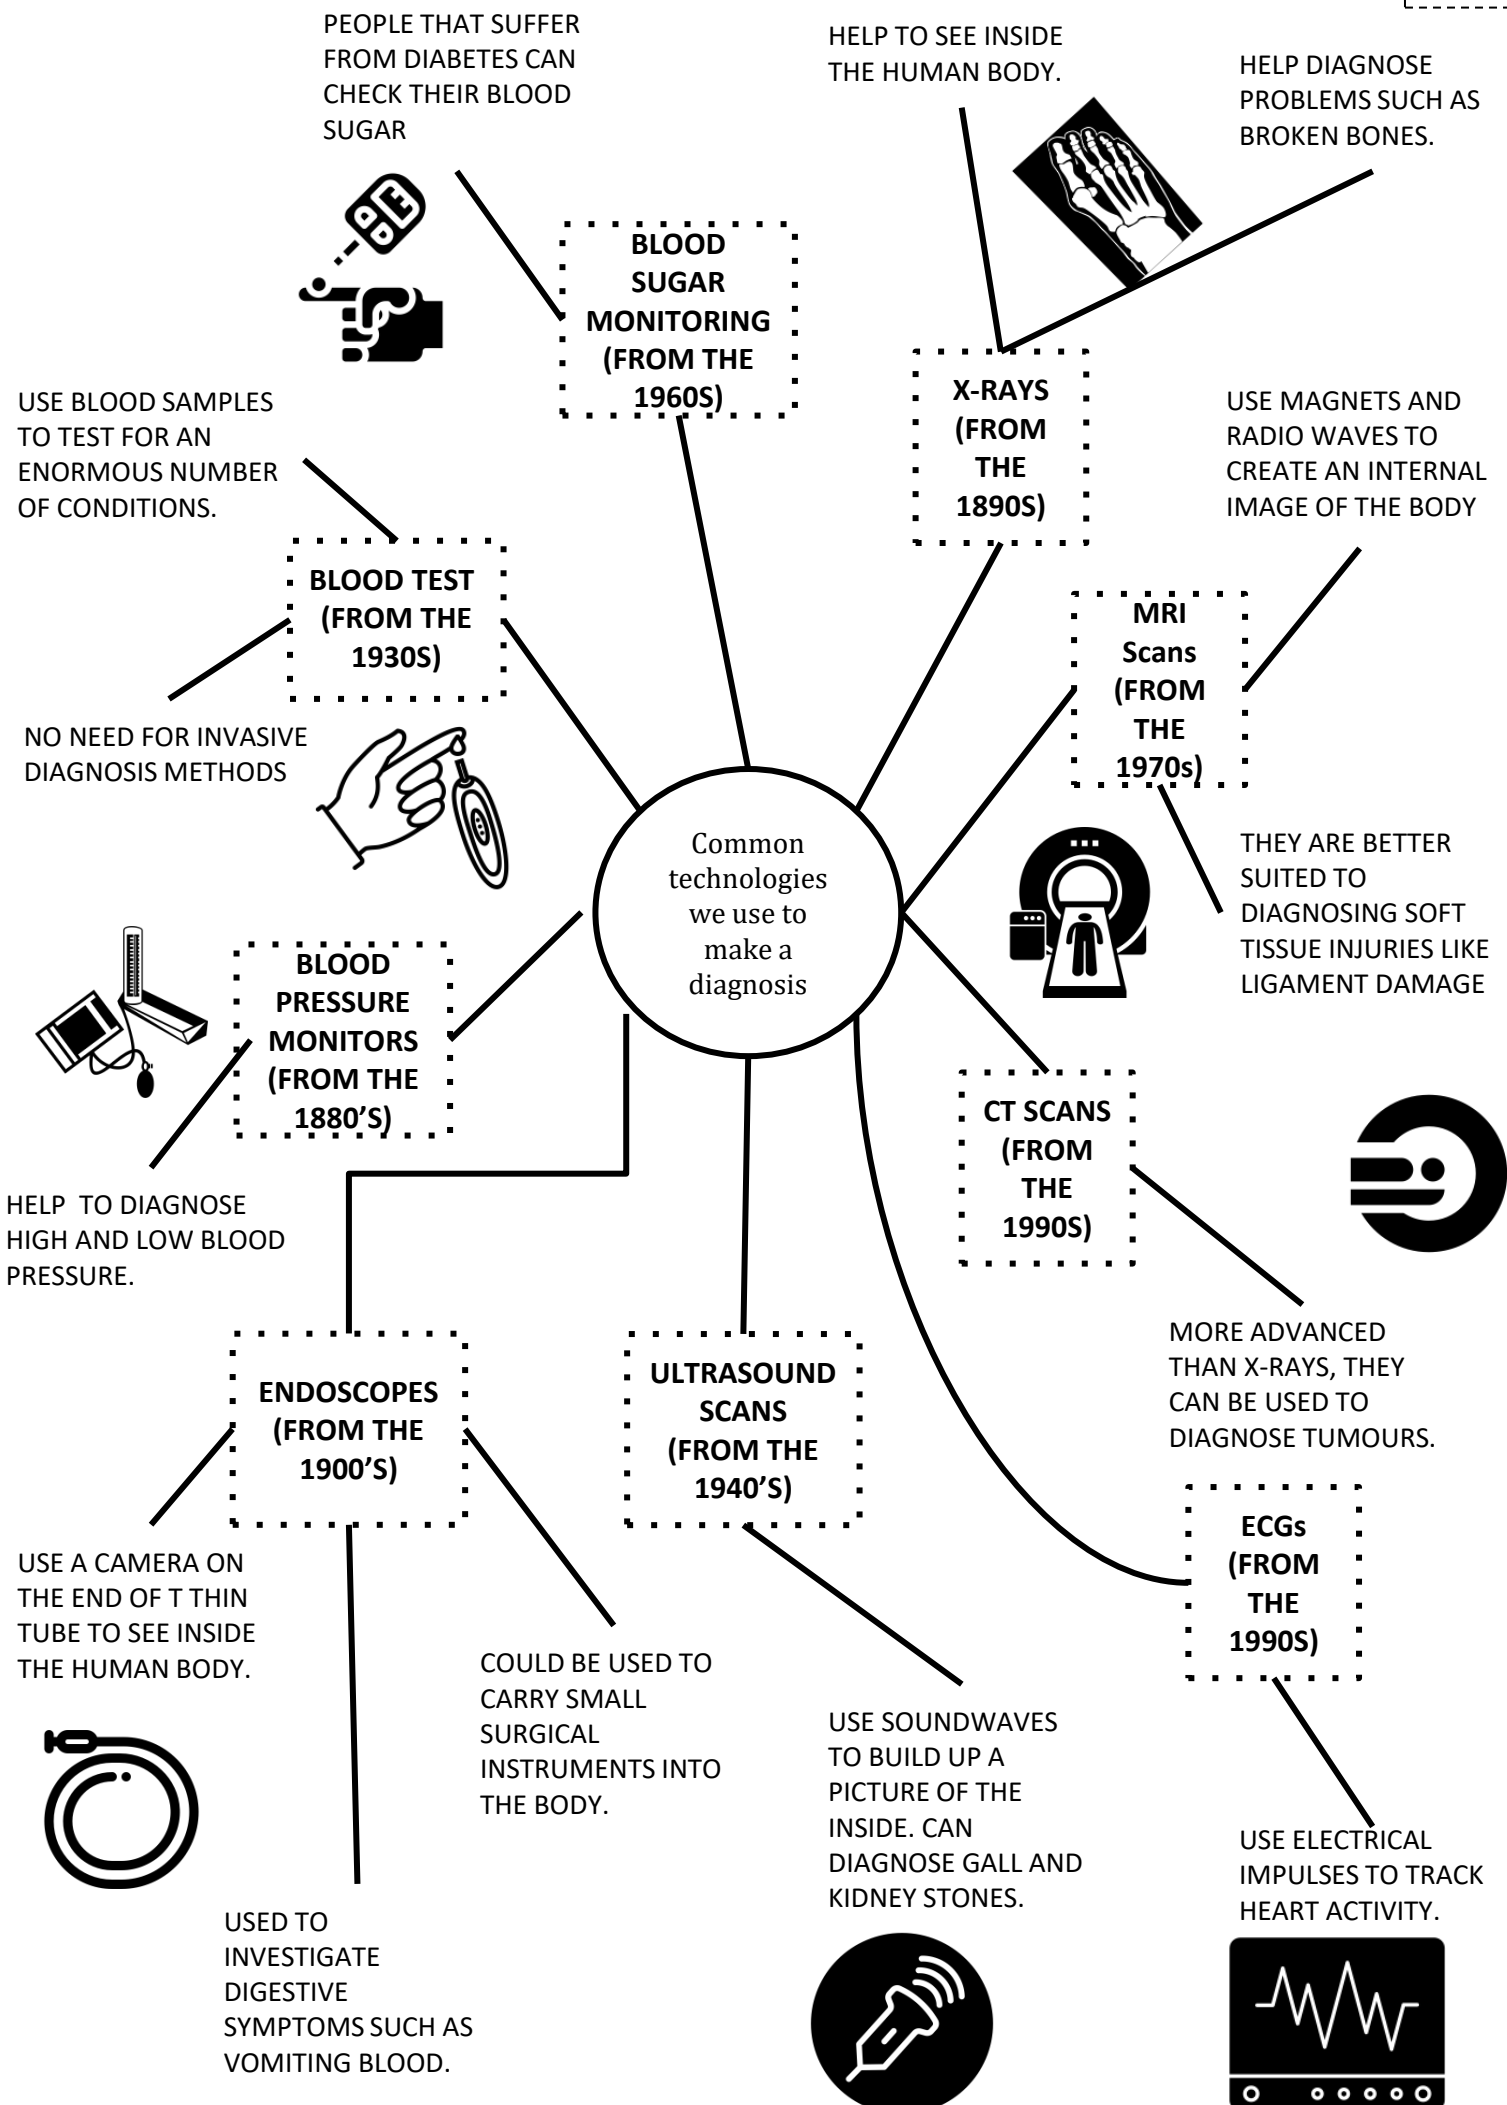 PEOPLE THAT SUFFER
FROM DIABETES CAN
CHECK THEIR BLOOD
SUGAR
HELP TO SEE INSIDE
THE HUMAN BODY.
HELP DIAGNOSE
PROBLEMS SUCH AS
BROKEN BONES.
BLOOD
SUGAR
MONITORING
(FROM THE
1960S)
X-RAYS
(FROM
THE
1890S)
USE BLOOD SAMPLES
TO TEST FOR AN
ENORMOUS NUMBER
OF CONDITIONS.
USE MAGNETS AND
RADIO WAVES TO
CREATE AN INTERNAL
IMAGE OF THE BODY
BLOOD TEST
(FROM THE
1930S)
MRI
Scans
(FROM
THE
1970s)
NO NEED FOR INVASIVE
DIAGNOSIS METHODS
Common
technologies
we use to
make a
diagnosis
THEY ARE BETTER
SUITED TO
DIAGNOSING SOFT
TISSUE INJURIES LIKE
LIGAMENT DAMAGE
BLOOD
PRESSURE
MONITORS
(FROM THE
1880'S)
CT SCANS
(FROM
THE
1990S)
HELP  TO DIAGNOSE
HIGH AND LOW BLOOD
PRESSURE.
MORE ADVANCED
THAN X-RAYS, THEY
CAN BE USED TO
DIAGNOSE TUMOURS.
ENDOSCOPES
(FROM THE
1900'S)
ULTRASOUND
SCANS
(FROM THE
1940'S)
ECGs
(FROM
THE
1990S)
USE A CAMERA ON
THE END OF T THIN
TUBE TO SEE INSIDE
THE HUMAN BODY.
COULD BE USED TO
CARRY SMALL
SURGICAL
INSTRUMENTS INTO
THE BODY.
USE SOUNDWAVES
TO BUILD UP A
PICTURE OF THE
INSIDE. CAN
DIAGNOSE GALL AND
KIDNEY STONES.
USE ELECTRICAL
IMPULSES TO TRACK
HEART ACTIVITY.
USED TO
INVESTIGATE
DIGESTIVE
SYMPTOMS SUCH AS
VOMITING BLOOD.